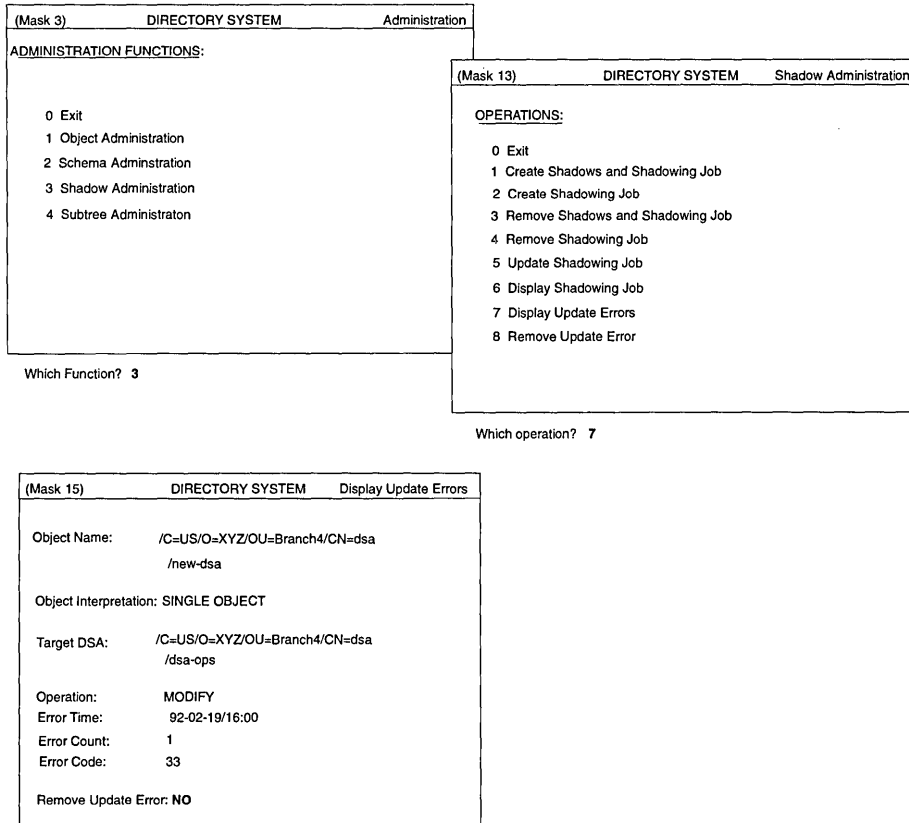 (Mask 3) DIRECTORY SYSTEM Administration
ADMINISTRATION FUNCTIONS:
0 Exit
1 Object Administration
2 Schema Adminstration
3 Shadow Administration
4 Subtree Administraton
Which Function? 3
(Mask 13) DIRECTORY SYSTEM Shadow Administration
OPERATIONS:
0 Exit
1 Create Shadows and Shadowing Job
2 Create Shadowing Job
3 Remove Shadows and Shadowing Job
4 Remove Shadowing Job
5 Update Shadowing Job
6 Display Shadowing Job
7 Display Update Errors
8 Remove Update Error
Which operation? 7
(Mask 15) DIRECTORY SYSTEM Display Update Errors
Object Name: /C=US/O=XYZ/OU=Branch4/CN=dsa
/new-dsa
Object Interpretation: SINGLE OBJECT
Target DSA: /C=US/O=XYZ/OU=Branch4/CN=dsa
/dsa-ops
Operation: MODIFY
Error Time: 92-02-19/16:00
Error Count: 1
Error Code: 33
Remove Update Error: NO